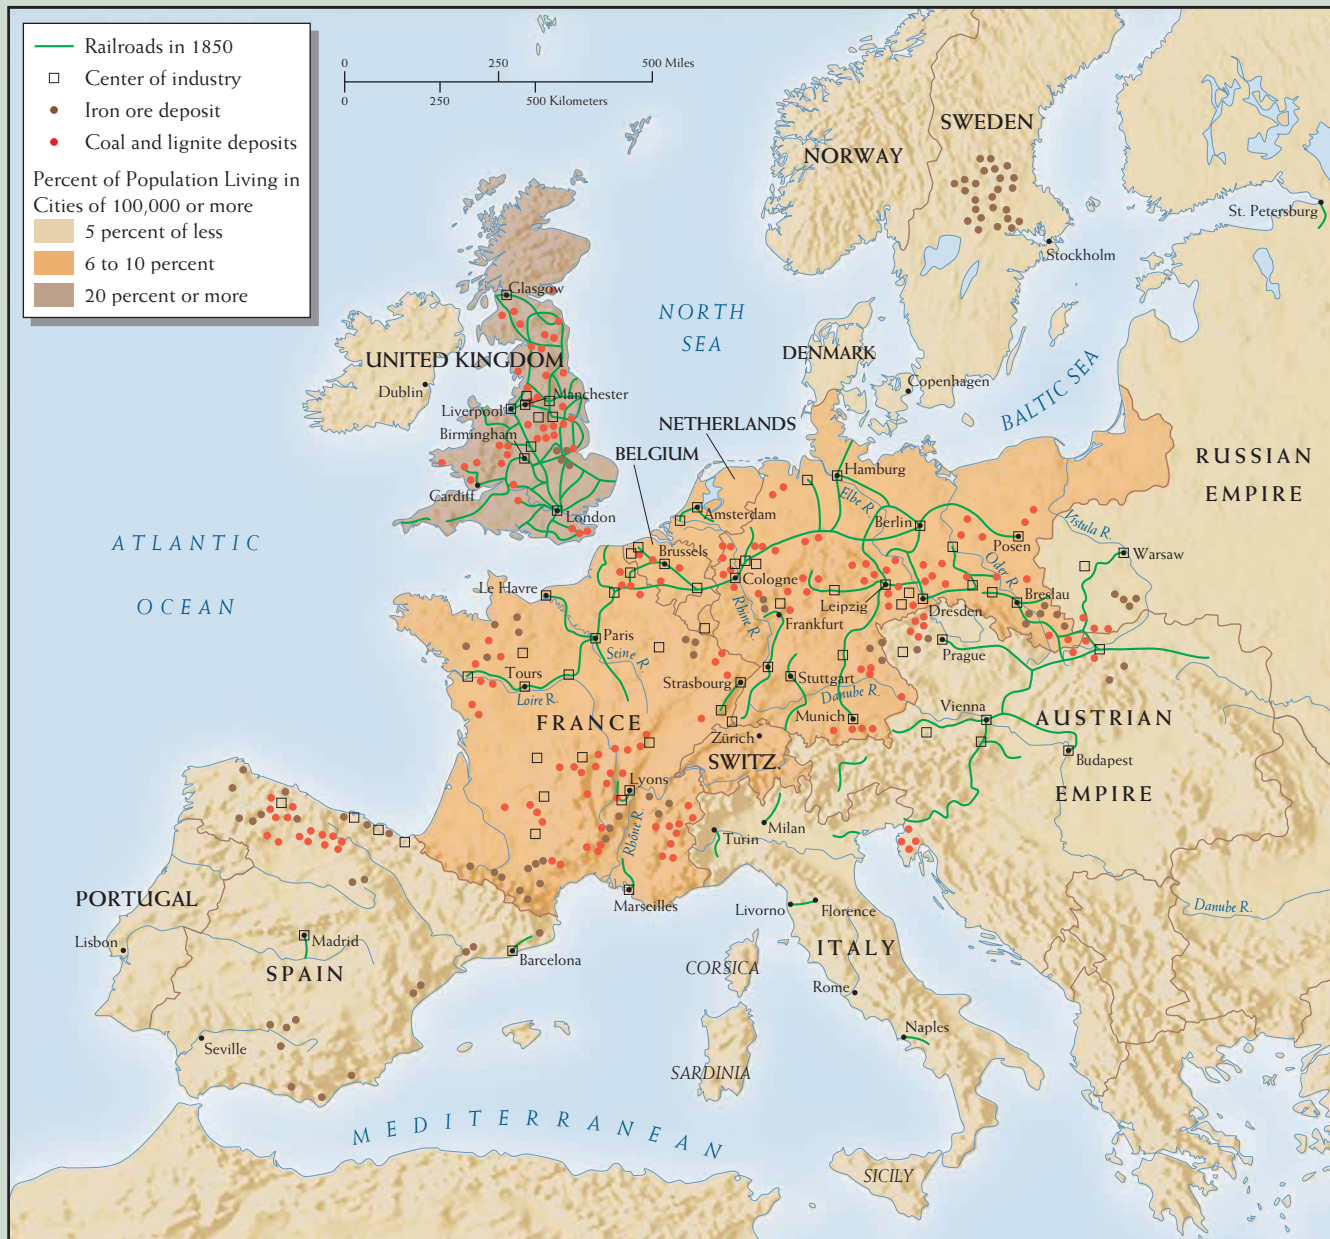 Railroads in 1850
Center of industry
Iron ore deposit
Coal and lignite deposits
Percent of Population Living in
Cities of 100,000 or more
5 percent of less
6 to 10 percent
20 percent or more
0 250 500 Miles
0 250 500 Kilometers
SWEDEN
NORWAY
St. Petersburg
Stockholm
Glasgow
NORTH
SEA
UNITED KINGDOM
DENMARK
Dublin
Copenhagen
BALTIC SEA
Manchester
Liverpool
Birmingham
NETHERLANDS
BELGIUM
RUSSIAN
EMPIRE
Hamburg
Elbe R.
Cardiff
London
Amsterdam
Berlin
Vistula R.
Posen
ATLANTIC
OCEAN
Brussels
Warsaw
Oder R.
Le Havre
Cologne
Rhine R.
Leipzig
Dresden
Breslau
Frankfurt
Paris
Seine R.
Prague
Tours
Loire R.
Strasbourg
Stuttgart
Danube R.
Munich
Vienna
FRANCE
AUSTRIAN
EMPIRE
Zürich
SWITZ.
Budapest
Lyons
Rhône R.
Milan
Turin
PORTUGAL
Marseilles
Livorno
Florence
Danube R.
Lisbon
Madrid
SPAIN
Barcelona
CORSICA
ITALY
Rome
Seville
Naples
SARDINIA
MEDITERRANEAN
SICILY